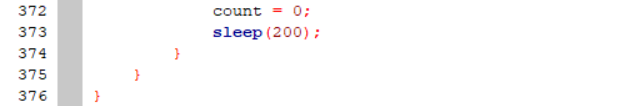 372 count = 0;
373 sleep(200);
374 }
375 }
376 }